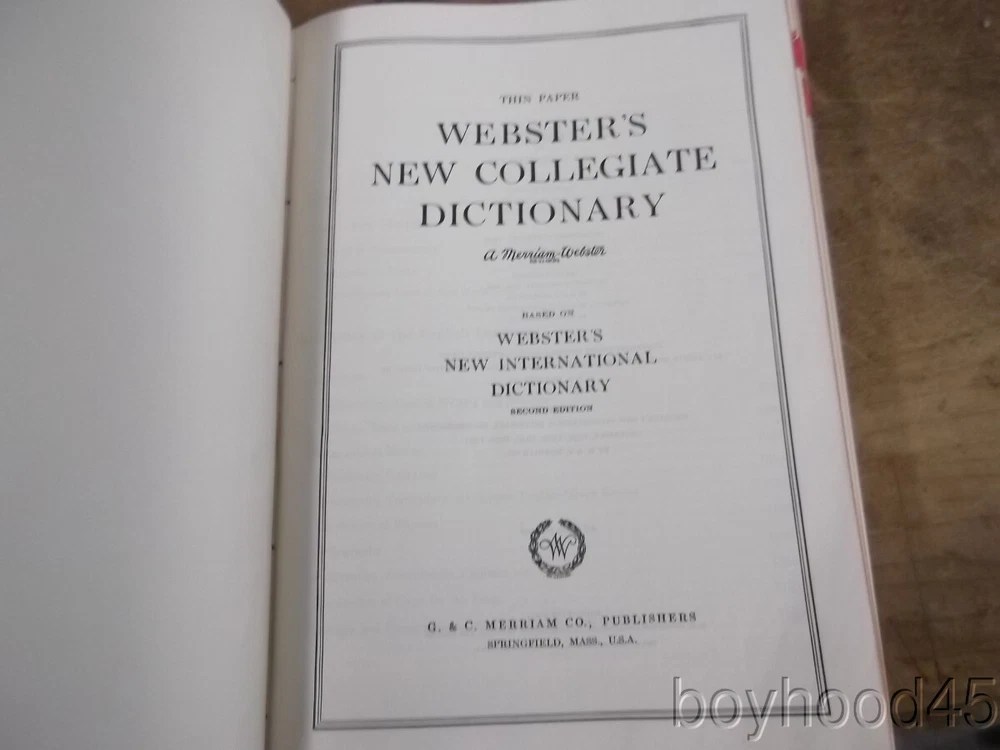 THIN PAPER
WEBSTER'S
NEW COLLEGIATE
DICTIONARY
A Merriam-Webster
BASED ON
WEBSTER'S
NEW INTERNATIONAL
DICTIONARY
SECOND EDITION
W
G. & C. MERRIAM CO., PUBLISHERS
SPRINGFIELD, MASS., U.S.A.
boyhood45